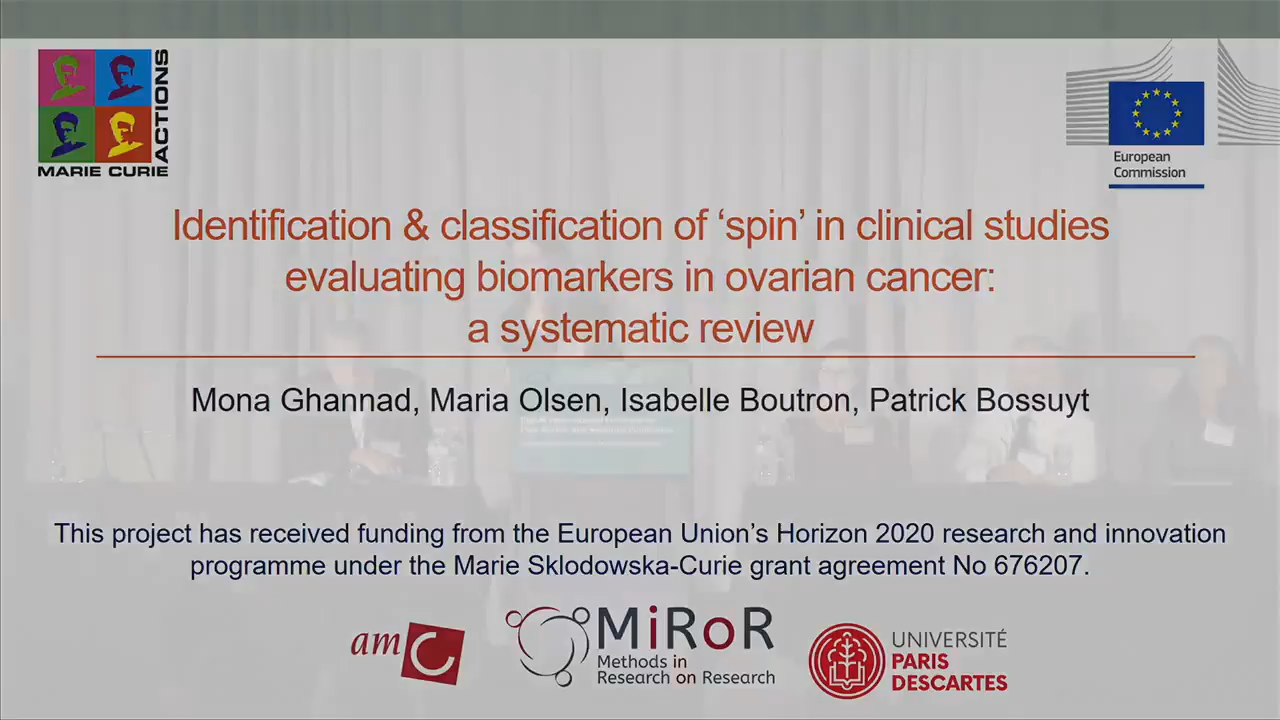 MARIE CURIE
ACTIONS
European
Commission
Identification & classification of ‘spin’ in clinical studies
evaluating biomarkers in ovarian cancer:
a systematic review
Mona Ghannad, Maria Olsen, Isabelle Boutron, Patrick Bossuyt
This project has received funding from the European Union’s Horizon 2020 research and innovation
programme under the Marie Sklodowska-Curie grant agreement No 676207.
amc
MiRoR
Methods in
Research on Research
UNIVERSITÉ
PARIS
DESCARTES